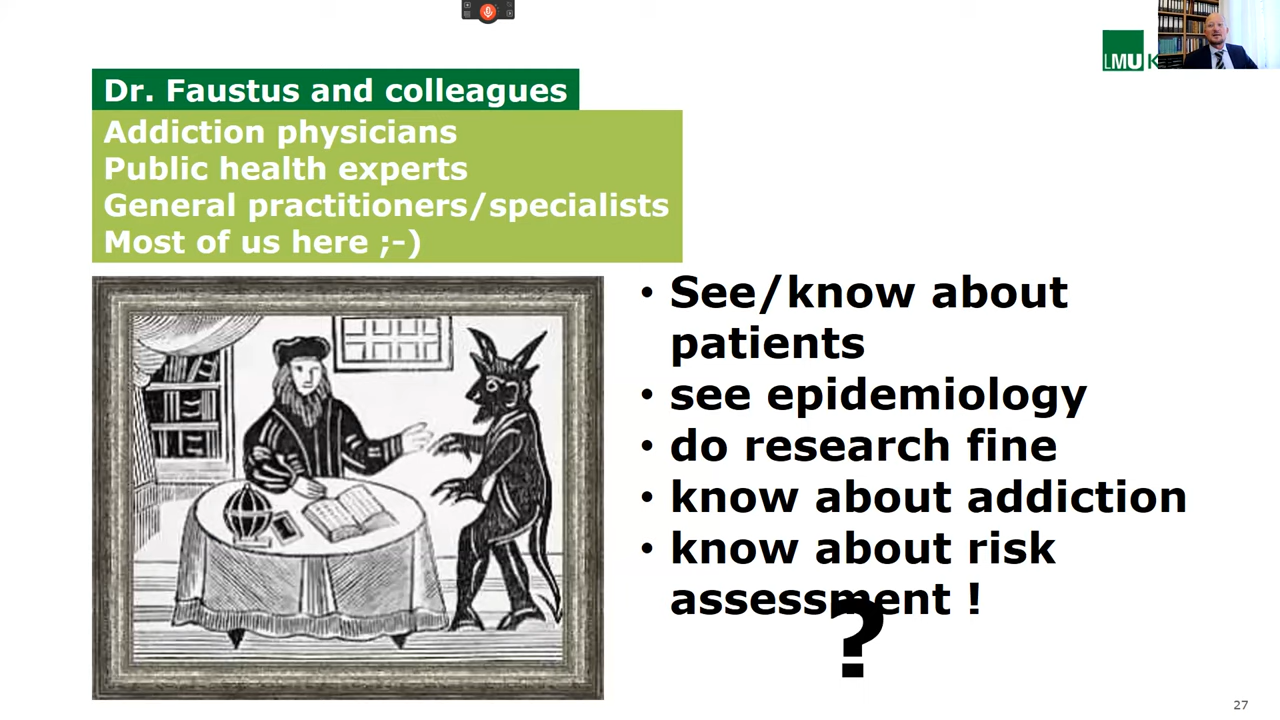 LMU K
Dr. Faustus and colleagues
Addiction physicians
Public health experts
General practitioners/specialists
Most of us here ;-)
• See/know about
patients
• see epidemiology
• do research fine
• know about addiction
• know about risk
assessment !
?
27